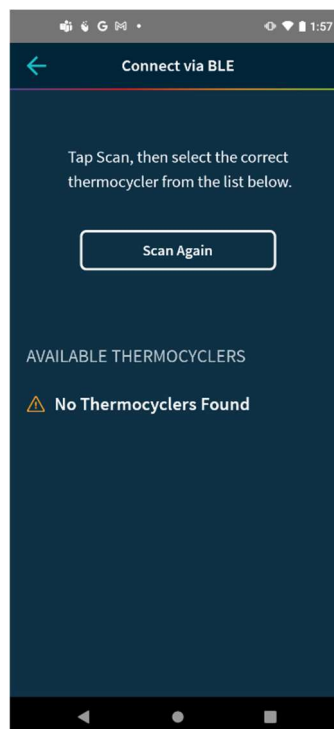 1:57
Connect via BLE
Tap Scan, then select the correct
thermocycler from the list below.
Scan Again
AVAILABLE THERMOCYCLERS
No Thermocyclers Found